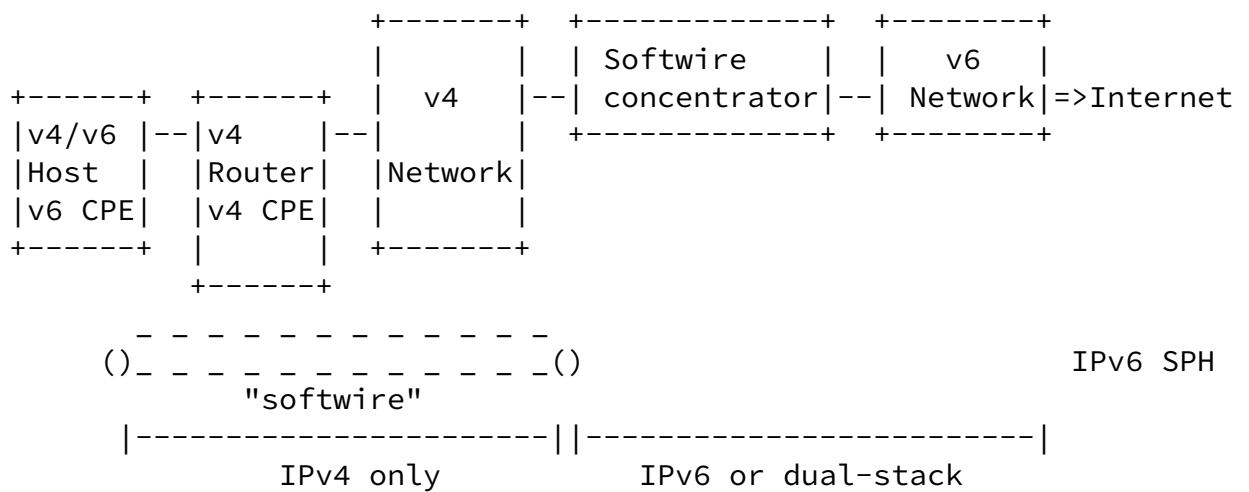 +-------+  +-------------+  +--------+
                    |       |  | Softwire    |  |   v6   |
+------+  +------+  |  v4   |--| concentrator|--| Network|=>Internet
|v4/v6 |--|v4    |--|       |  +-------------+  +--------+
|Host  |  |Router|  |Network|
|v6 CPE|  |v4 CPE|  |       |
+------+  |      |  +-------+
          +------+
       _ _ _ _ _ _ _ _ _ _ _ _
     ()_ _ _ _ _ _ _ _ _ _ _ _()                           IPv6 SPH
             "softwire"
      |-----------------------||-------------------------|
               IPv4 only           IPv6 or dual-stack